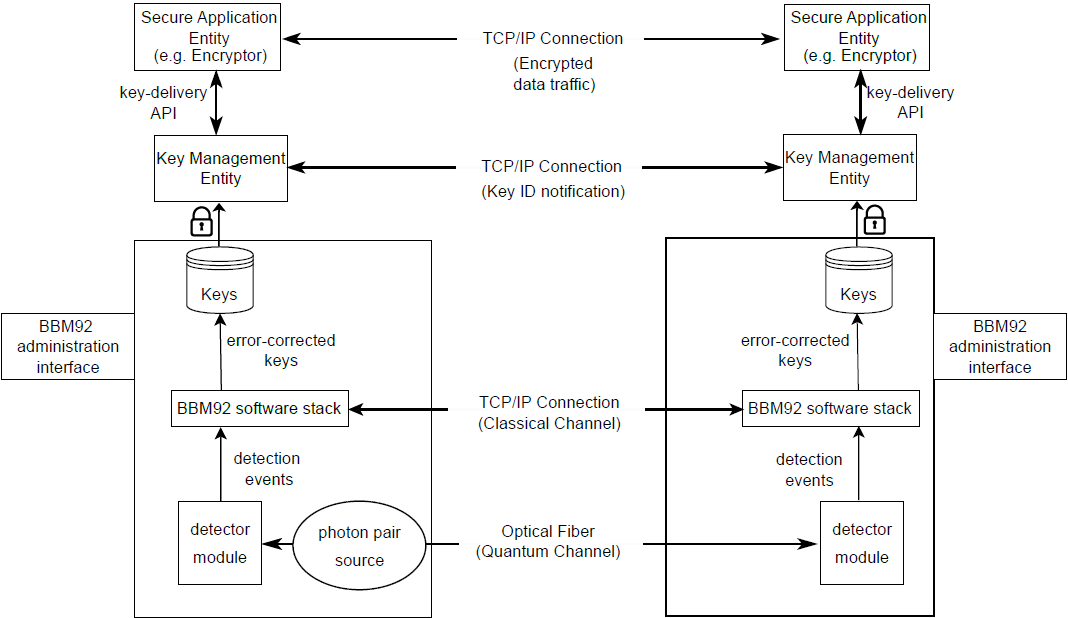 Secure Application
Entity
(e.g. Encryptor)
TCP/IP Connection
(Encrypted
data traffic)
Secure Application
Entity
(e.g. Encryptor)
key-delivery
API
key-delivery
API
Key Management
Entity
TCP/IP Connection
(Key ID notification)
Key Management
Entity
Keys
Keys
BBM92
administration
interface
error-corrected
keys
error-corrected
keys
BBM92
administration
interface
BBM92 software stack
TCP/IP Connection
(Classical Channel)
BBM92 software stack
detection
events
detection
events
detector
module
photon pair
source
Optical Fiber
(Quantum Channel)
detector
module